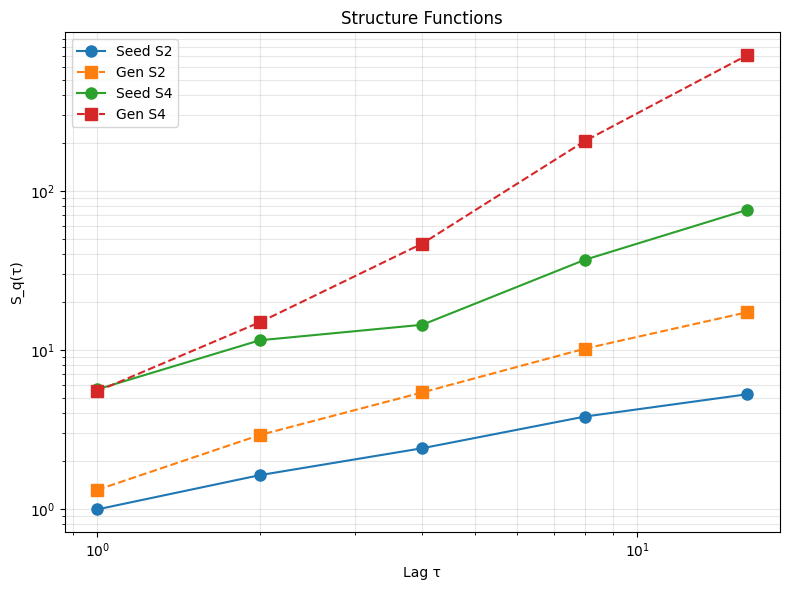 Structure Functions
Seed S2
Gen S2
Seed S4
Gen S4
S_q(τ)
10²
10¹
10⁰
10⁰
10¹
Lag τ